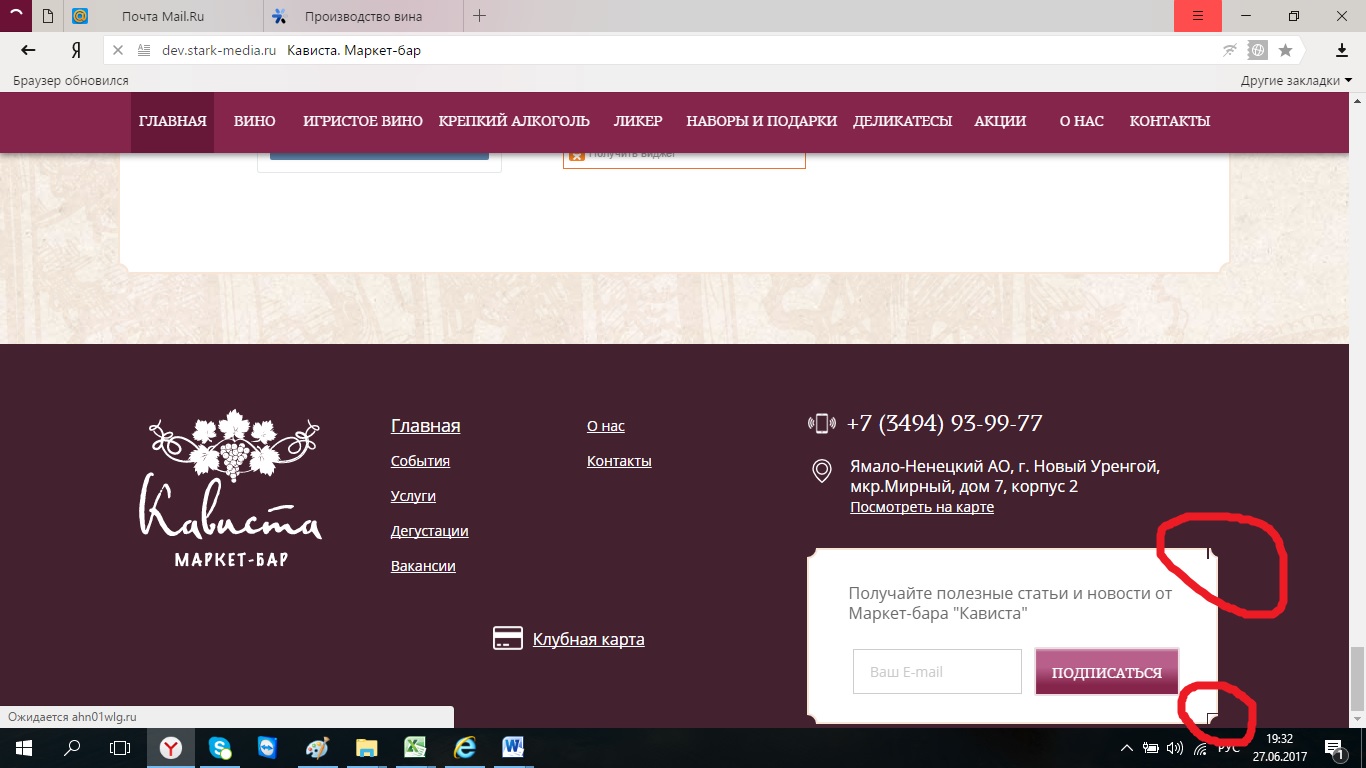 Почта Mail.Ru
Производство вина
dev.stark-media.ru Кависта. Маркет-бар
Браузер обновился
Другие закладки
ГЛАВНАЯ ВИНО ИГРИСТОЕ ВИНО КРЕПКИЙ АЛКОГОЛЬ ЛИКЕР НАБОРЫ И ПОДАРКИ ДЕЛИКАТЕСЫ АКЦИИ О НАС КОНТАКТЫ
Получить виджет
Кависта
МАРКЕТ-БАР
Главная
События
Услуги
Дегустации
Вакансии
О нас
Контакты
Клубная карта
+7 (3494) 93-99-77
Ямало-Ненецкий АО, г. Новый Уренгой,
мкр.Мирный, дом 7, корпус 2
Посмотреть на карте
Получайте полезные статьи и новости от
Маркет-бара "Кависта"
Ваш E-mail
ПОДПИСАТЬСЯ
Ожидается ahn01wlg.ru
РУС
19:32
27.06.2017
1